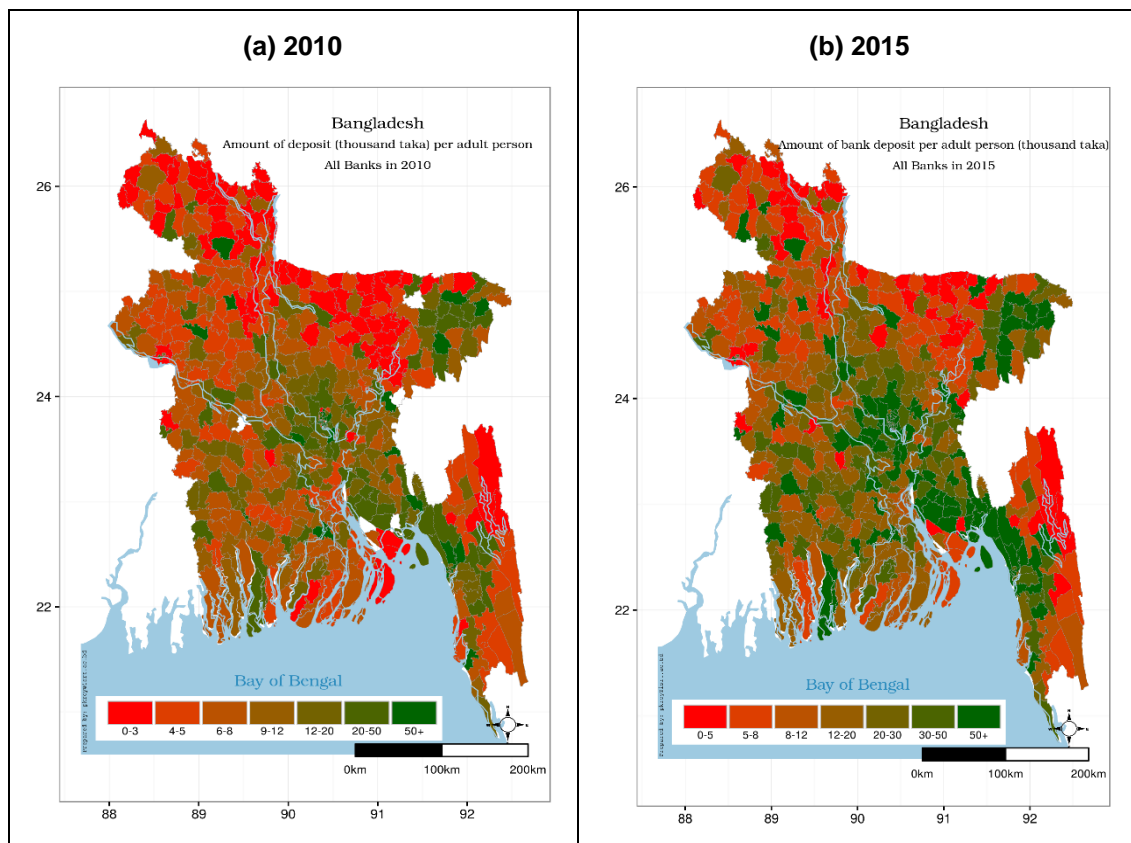 (a) 2010
Bangladesh
Amount of deposit (thousand taka) per adult person
All Banks in 2010
26
24
22
Bay of Bengal
0-3 4-5 6-8 9-12 12-20 20-50 50+
0km 100km 200km
88 89 90 91 92
(b) 2015
Bangladesh
Amount of bank deposit per adult person (thousand taka)
All Banks in 2015
26
24
22
Bay of Bengal
0-5 5-8 8-12 12-20 20-30 30-50 50+
0km 100km 200km
88 89 90 91 92